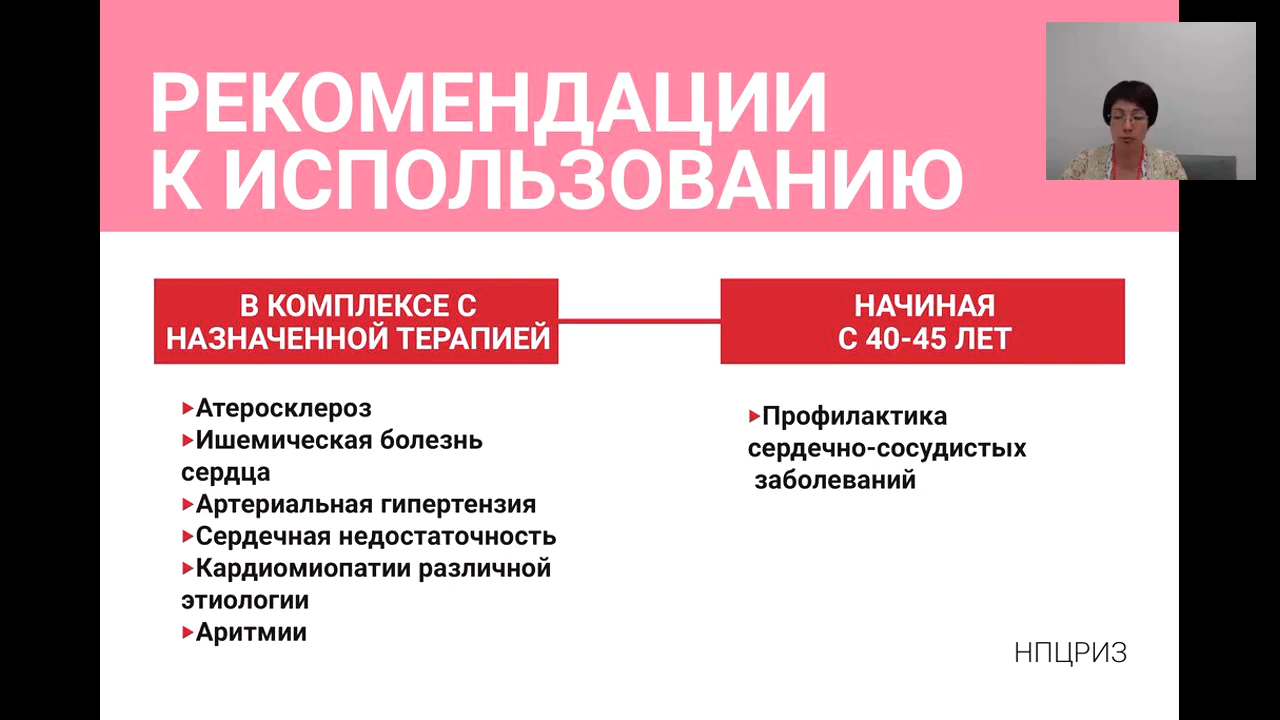 РЕКОМЕНДАЦИИ
К ИСПОЛЬЗОВАНИЮ
В КОМПЛЕКСЕ С
НАЗНАЧЕННОЙ ТЕРАПИЕЙ
▶Атеросклероз
▶Ишемическая болезнь
сердца
▶Артериальная гипертензия
▶Сердечная недостаточность
▶Кардиомиопатии различной
этиологии
▶Аритмии
НАЧИНАЯ
С 40-45 ЛЕТ
▶Профилактика
сердечно-сосудистых
заболеваний
НПЦРИЗ